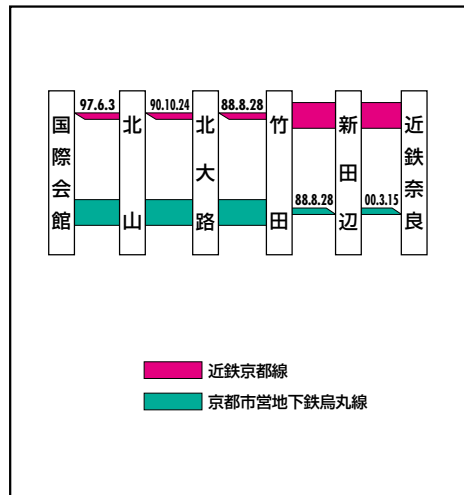 97.6.3
90.10.24
88.8.28
国際会館
北山
北大路
竹田
新田辺
近鉄奈良
88.8.28
00.3.15
近鉄京都線
京都市営地下鉄烏丸線